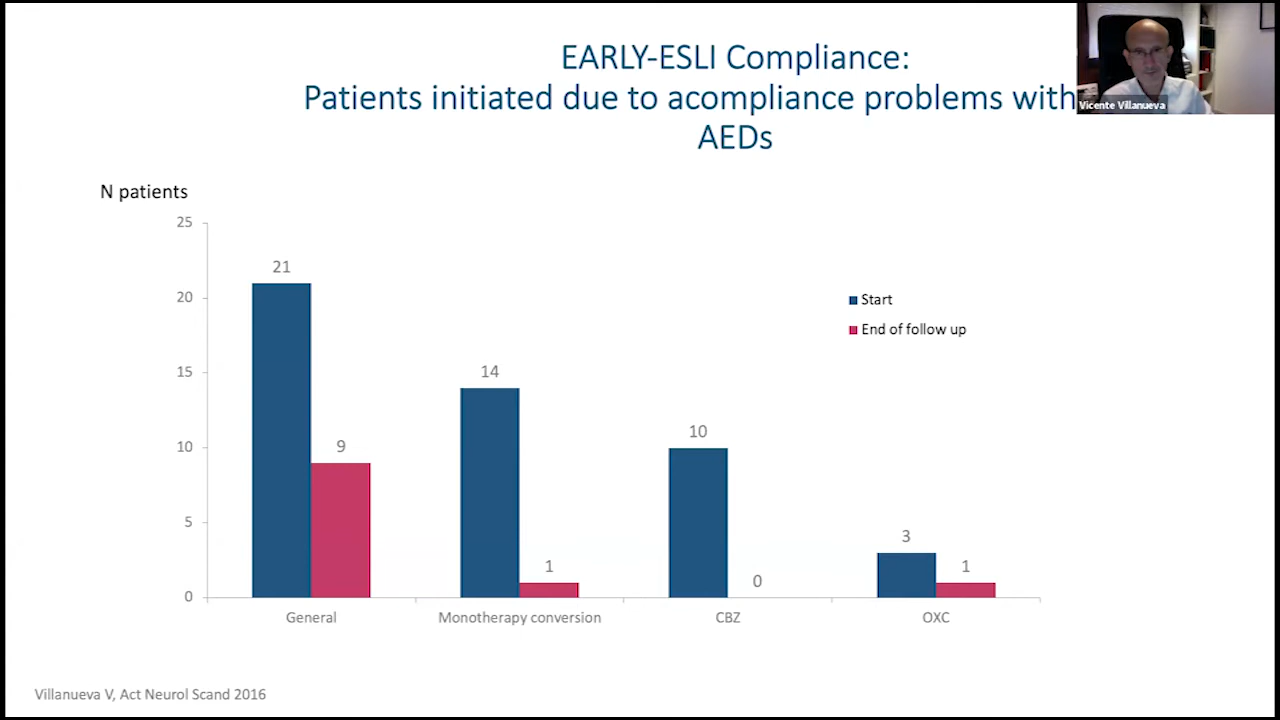 EARLY-ESLI Compliance:
Patients initiated due to acompliance problems with
AEDs
Vicente Villanueva
N patients
25
20
15
10
5
0
21
9
14
1
10
0
3
1
Start
End of follow up
General
Monotherapy conversion
CBZ
OXC
Villanueva V, Act Neurol Scand 2016